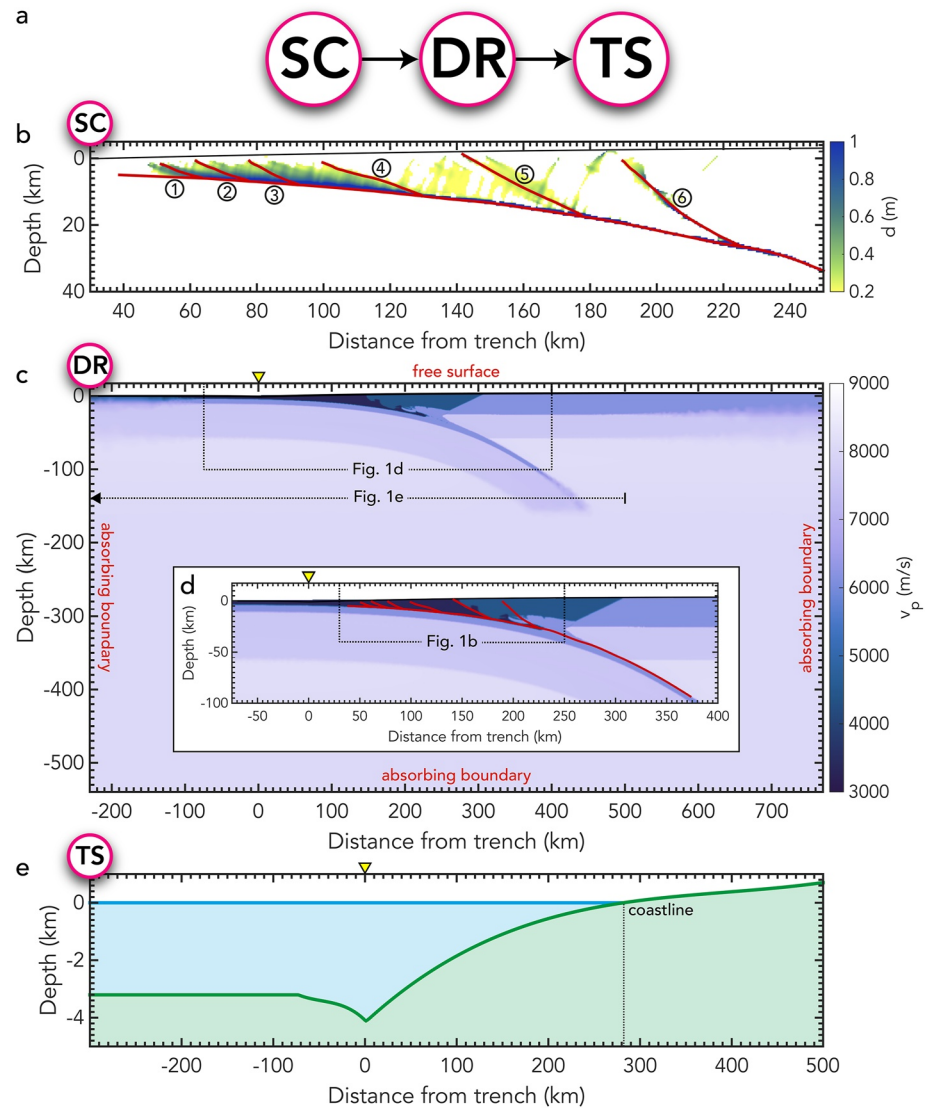 a
SC DR TS
b
SC
0
20
40
Depth (km)
1 2 3 4 5 6
40 60 80 100 120 140 160 180 200 220 240
Distance from trench (km)
1
0.8
0.6
0.4
0.2
d (m)
c
DR
free surface
0
-100
-200
-300
-400
-500
Depth (km)
Fig. 1d
Fig. 1e
absorbing boundary
absorbing boundary
9000
8000
7000
6000
5000
4000
3000
vp (m/s)
d
0
-50
-100
Depth (km)
Fig. 1b
-50 0 50 100 150 200 250 300 350 400
Distance from trench (km)
absorbing boundary
-200 -100 0 100 200 300 400 500 600 700
Distance from trench (km)
e
TS
0
-2
-4
Depth (km)
coastline
-200 -100 0 100 200 300 400 500
Distance from trench (km)